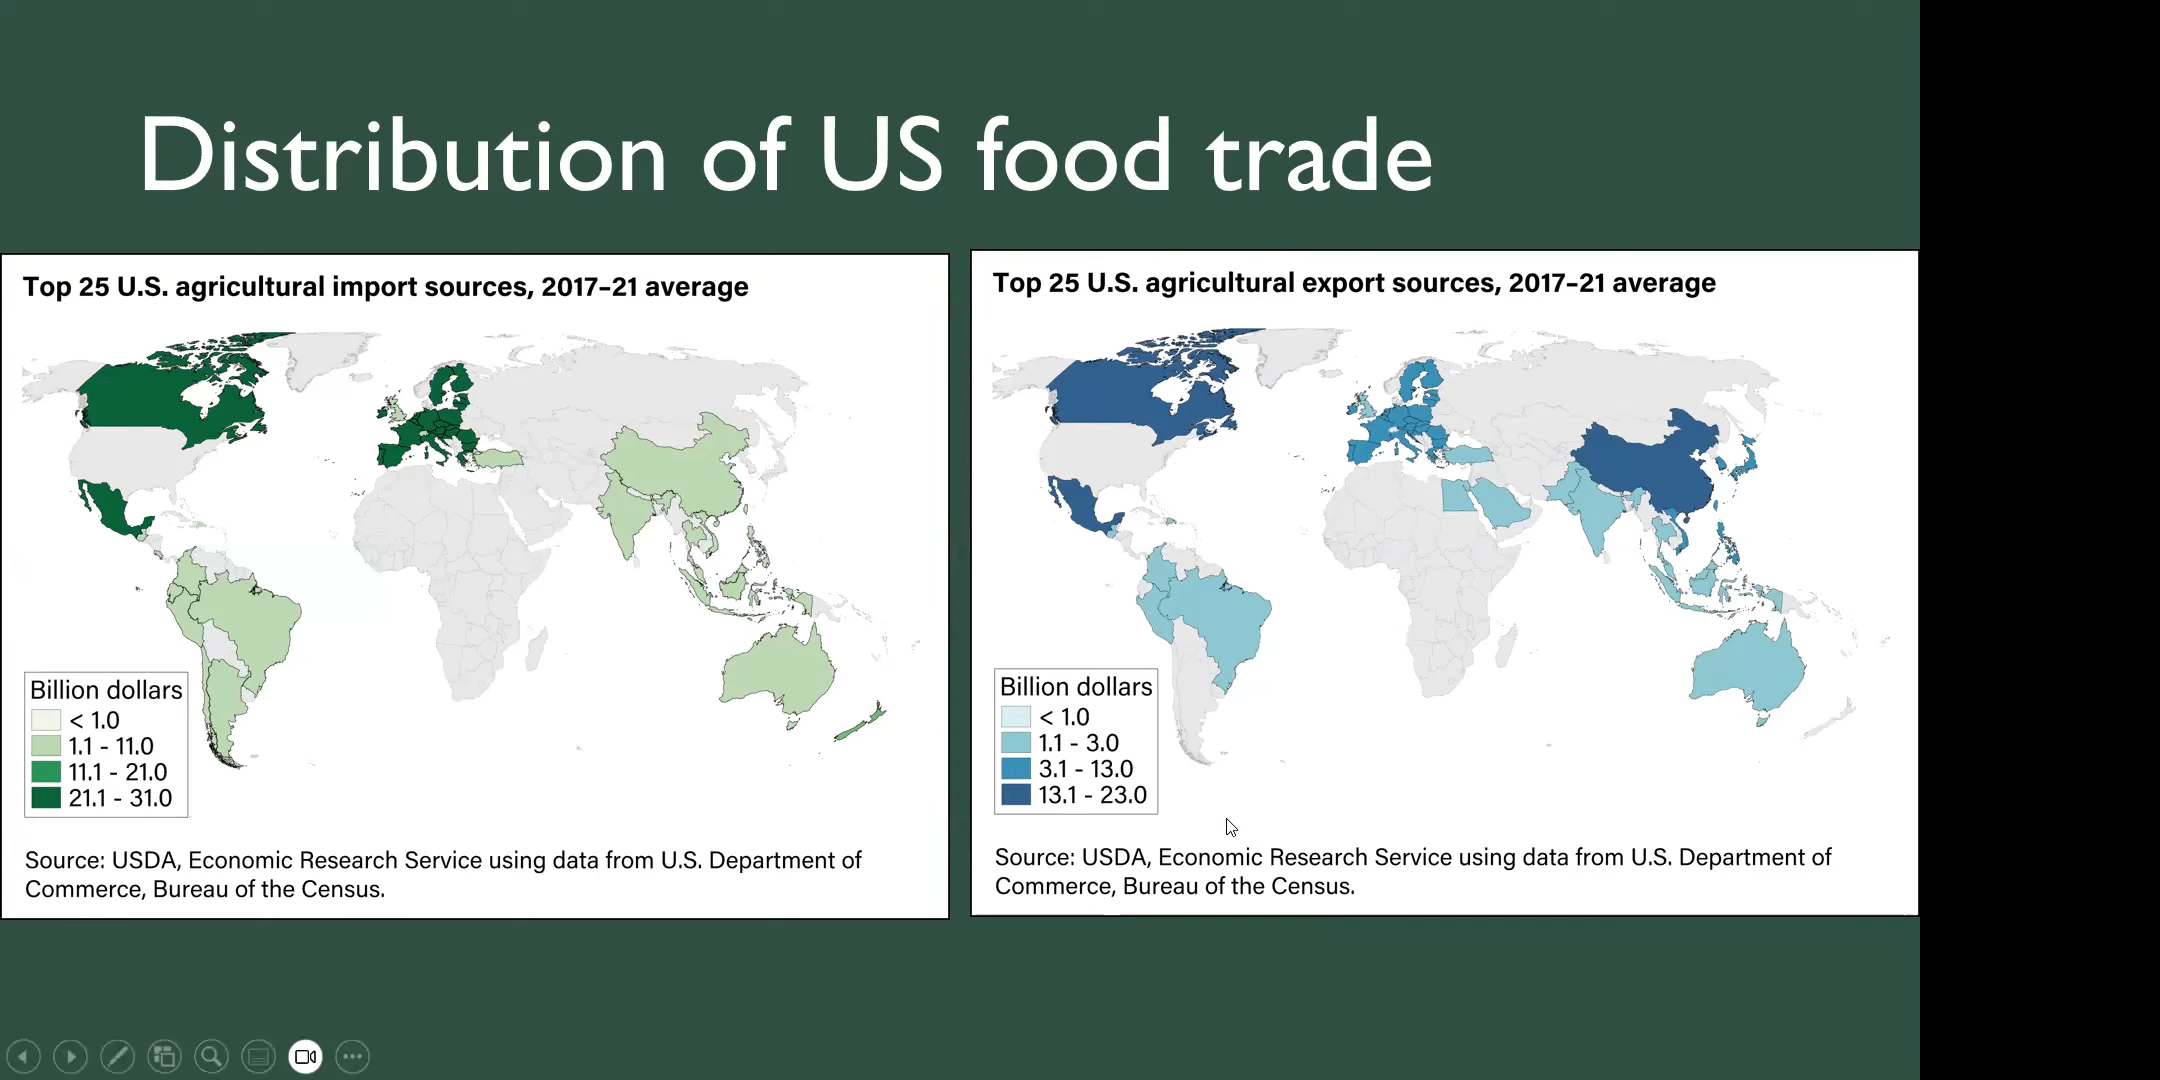 Distribution of US food trade
Top 25 U.S. agricultural import sources, 2017–21 average
Billion dollars
< 1.0
1.1 - 11.0
11.1 - 21.0
21.1 - 31.0
Source: USDA, Economic Research Service using data from U.S. Department of
Commerce, Bureau of the Census.
Top 25 U.S. agricultural export sources, 2017–21 average
Billion dollars
< 1.0
1.1 - 3.0
3.1 - 13.0
13.1 - 23.0
Source: USDA, Economic Research Service using data from U.S. Department of
Commerce, Bureau of the Census.